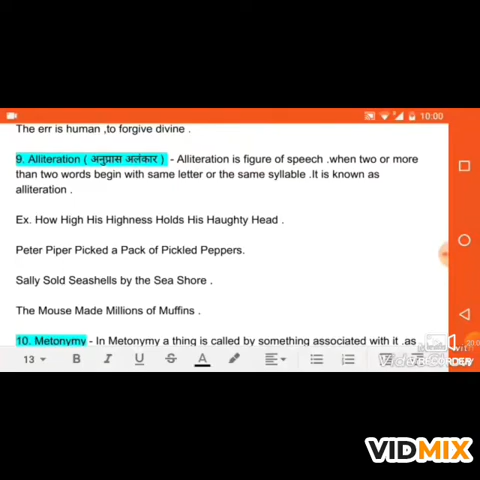 10:00
The err is human ,to forgive divine .
9. Alliteration ( अनुप्रास अलंकार ) - Alliteration is figure of speech .when two or more
than two words begin with same letter or the same syllable .It is known as
alliteration .
Ex. How High His Highness Holds His Haughty Head .
Peter Piper Picked a Pack of Pickled Peppers.
Sally Sold Seashells by the Sea Shore .
The Mouse Made Millions of Muffins .
10. Metonymy - In Metonymy a thing is called by something associated with it .as
13 B I U S A
VIDMIX